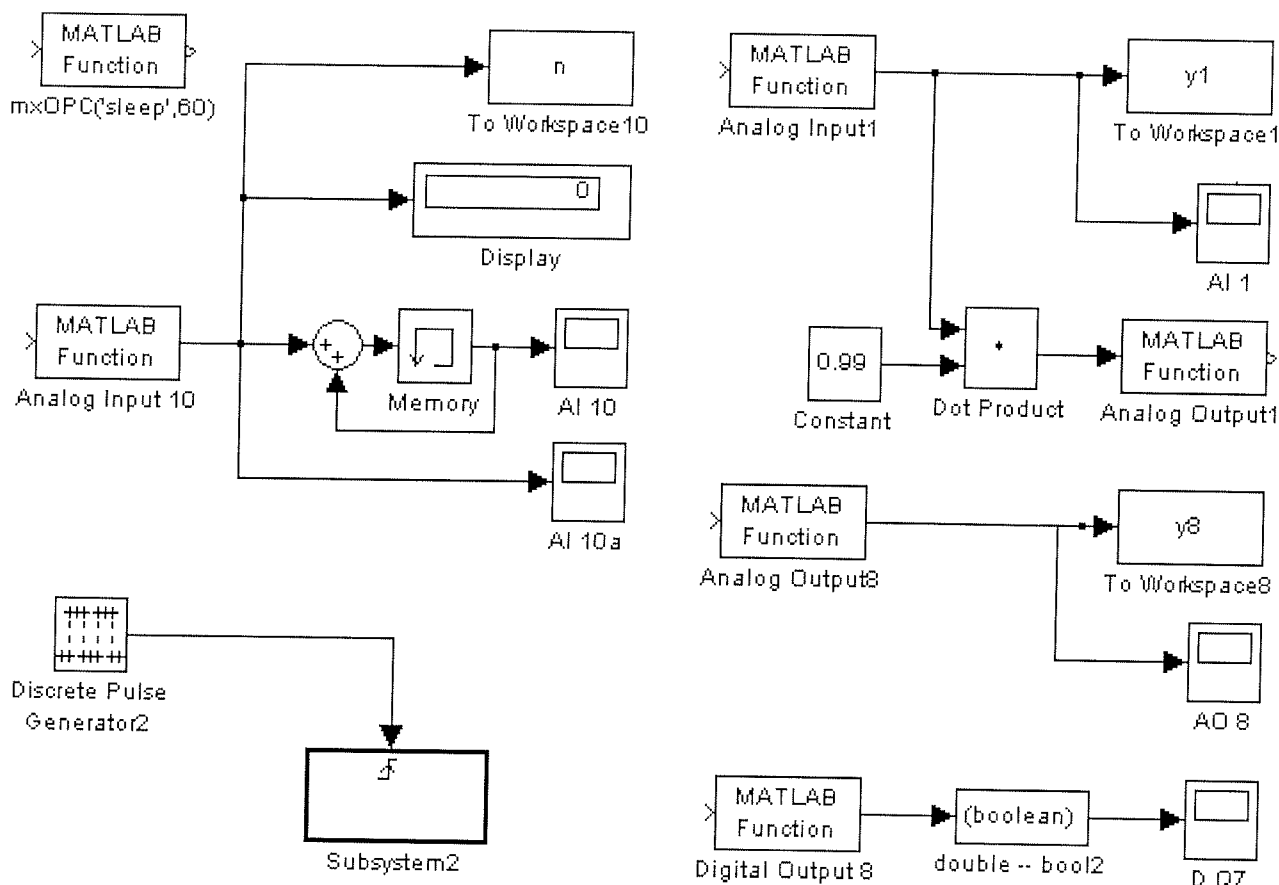 MATLAB
Function
mxOPC('sleep',60)
n
To Workspace10
0
Display
MATLAB
Function
Analog Input 10
+
+
Memory
AI 10
AI 10a
Discrete Pulse
Generator2
Subsystem2
MATLAB
Function
Analog Input1
y1
To Workspace1
AI 1
0.99
Constant
Dot Product
MATLAB
Function
Analog Output1
MATLAB
Function
Analog Output8
y8
To Workspace8
AO 8
MATLAB
Function
Digital Output 8
(boolean)
double -- bool2